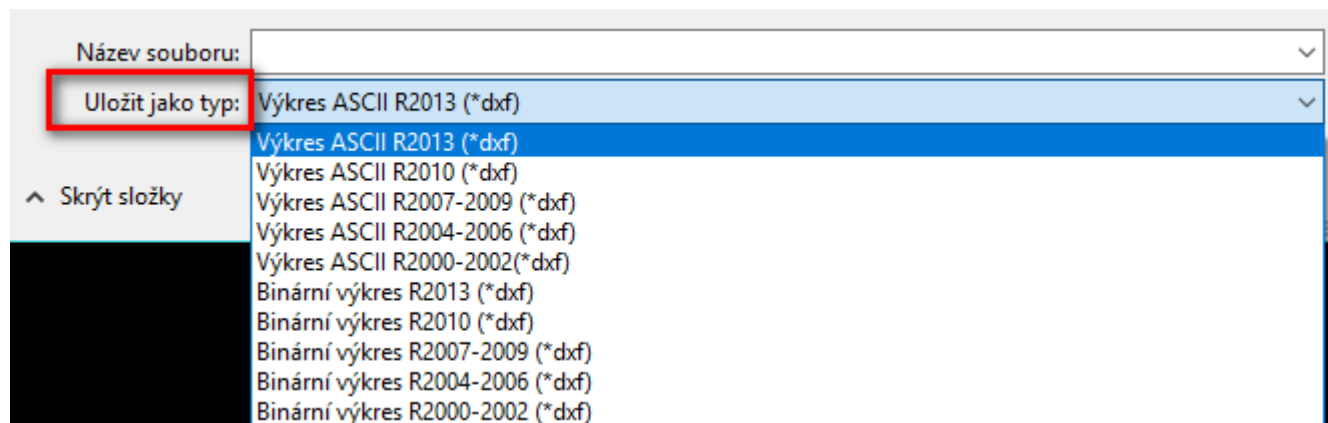 Název souboru:
Uložit jako typ: Výkres ASCII R2013 (*dxf)
Výkres ASCII R2013 (*dxf)
Výkres ASCII R2010 (*dxf)
Skrýt složky
Výkres ASCII R2007-2009 (*dxf)
Výkres ASCII R2004-2006 (*dxf)
Výkres ASCII R2000-2002(*dxf)
Binární výkres R2013 (*dxf)
Binární výkres R2010 (*dxf)
Binární výkres R2007-2009 (*dxf)
Binární výkres R2004-2006 (*dxf)
Binární výkres R2000-2002 (*dxf)